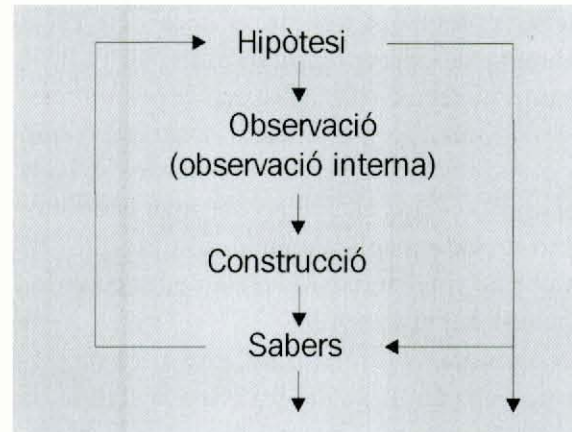 Hipòtesi
Observació
(observació interna)
Construcció
Sabers